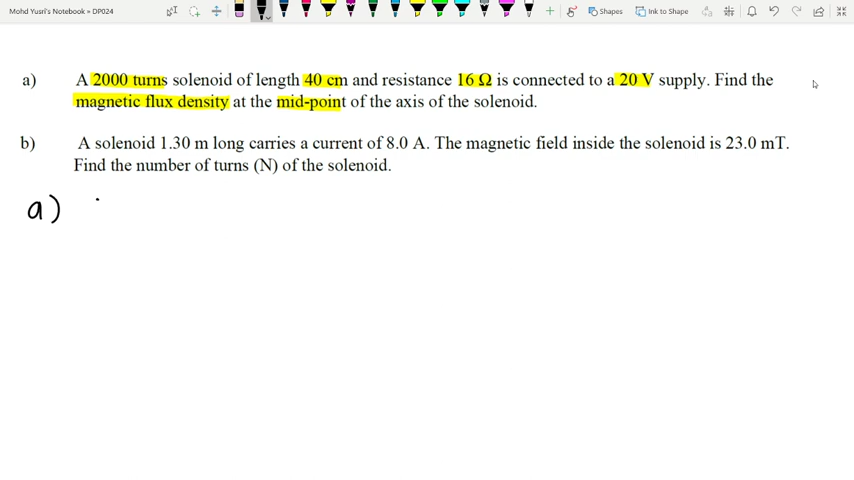 Mohd Yusri's Notebook » DP024
Shapes
Ink to Shape
a) A 2000 turns solenoid of length 40 cm and resistance 16 Ω is connected to a 20 V supply. Find the
magnetic flux density at the mid-point of the axis of the solenoid.
b) A solenoid 1.30 m long carries a current of 8.0 A. The magnetic field inside the solenoid is 23.0 mT.
Find the number of turns (N) of the solenoid.
a)